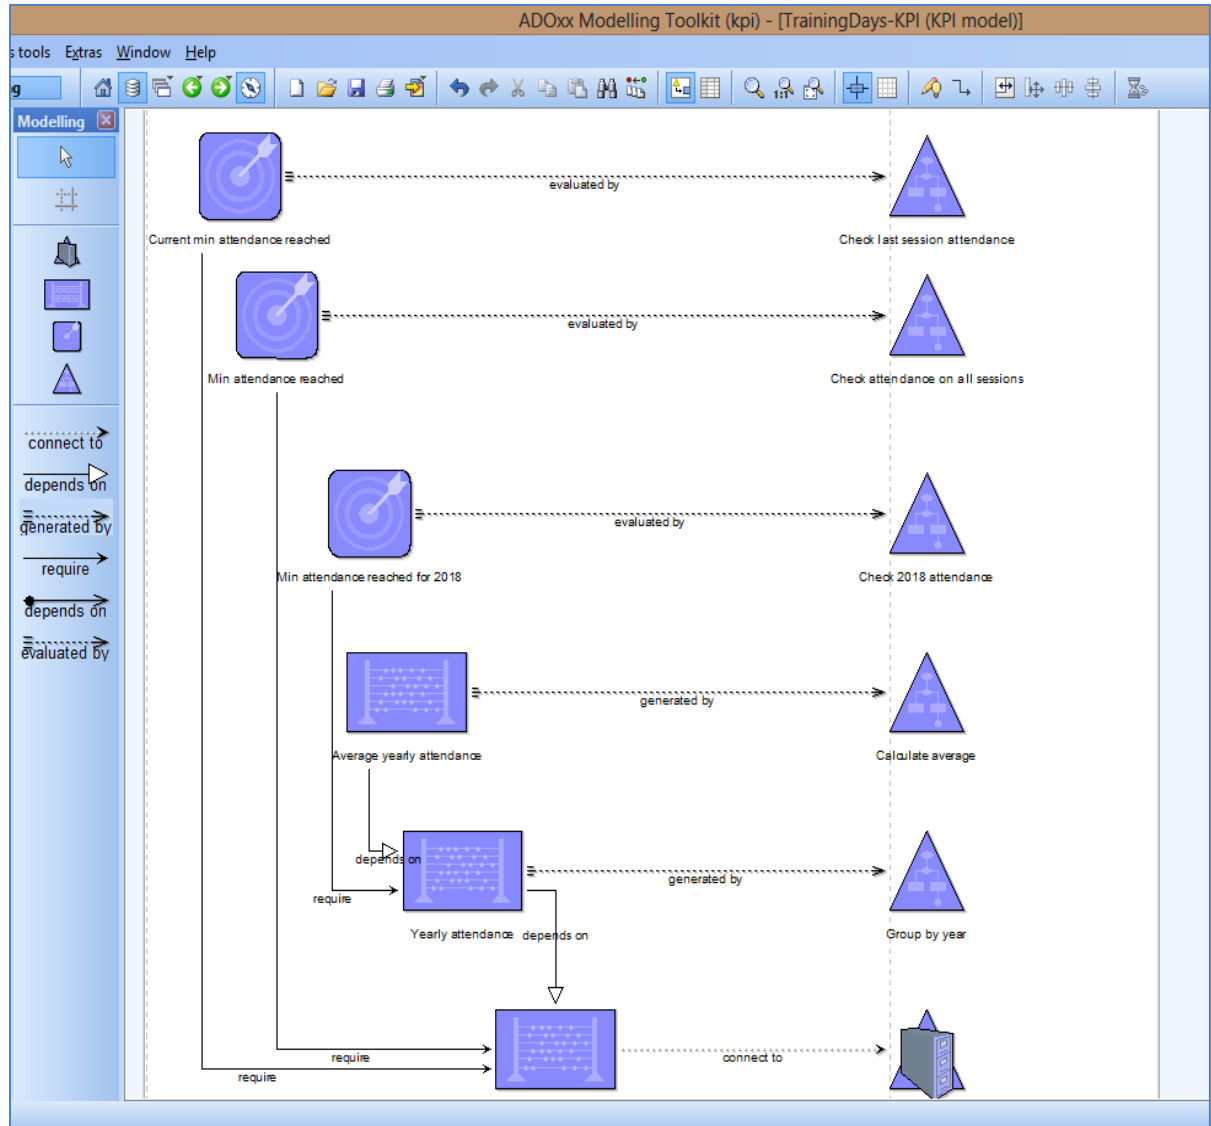 ADOxx Modelling Toolkit (kpi) - [TrainingDays-KPI (KPI model)]
s tools Extras Window Help
g
Modelling
connect to
depends on
generated by
require
depends on
evaluated by
evaluated by
Current min attendance reached
Check last session attendance
evaluated by
Min attendance reached
Check attendance on all sessions
evaluated by
Min attendance reached for 2018
Check 2018 attendance
generated by
Average yearly attendance
Calculate average
depends on
generated by
require
Yearly attendance
depends on
Group by year
require
connect to
require